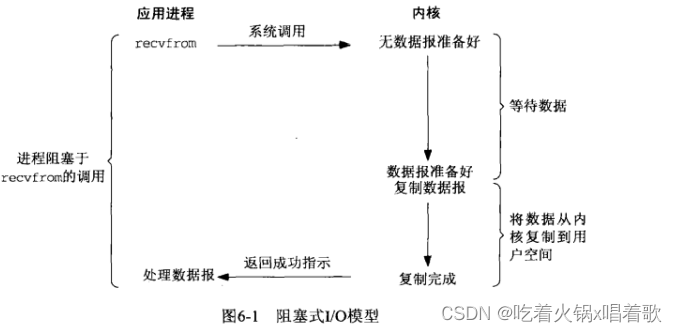 应用进程
内核
recvfrom
系统调用
无数据报准备好
等待数据
进程阻塞于
recvfrom的调用
数据报准备好
复制数据报
将数据从内
核复制到用
户空间
处理数据报
返回成功指示
复制完成
图6-1 阻塞式I/O模型
CSDN @吃着火锅x唱着歌